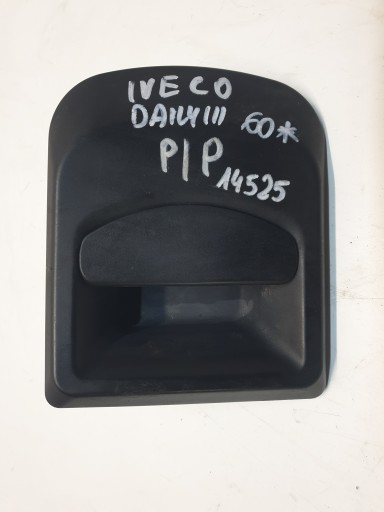 IVECO
DAILY III 60*
P/P
14525